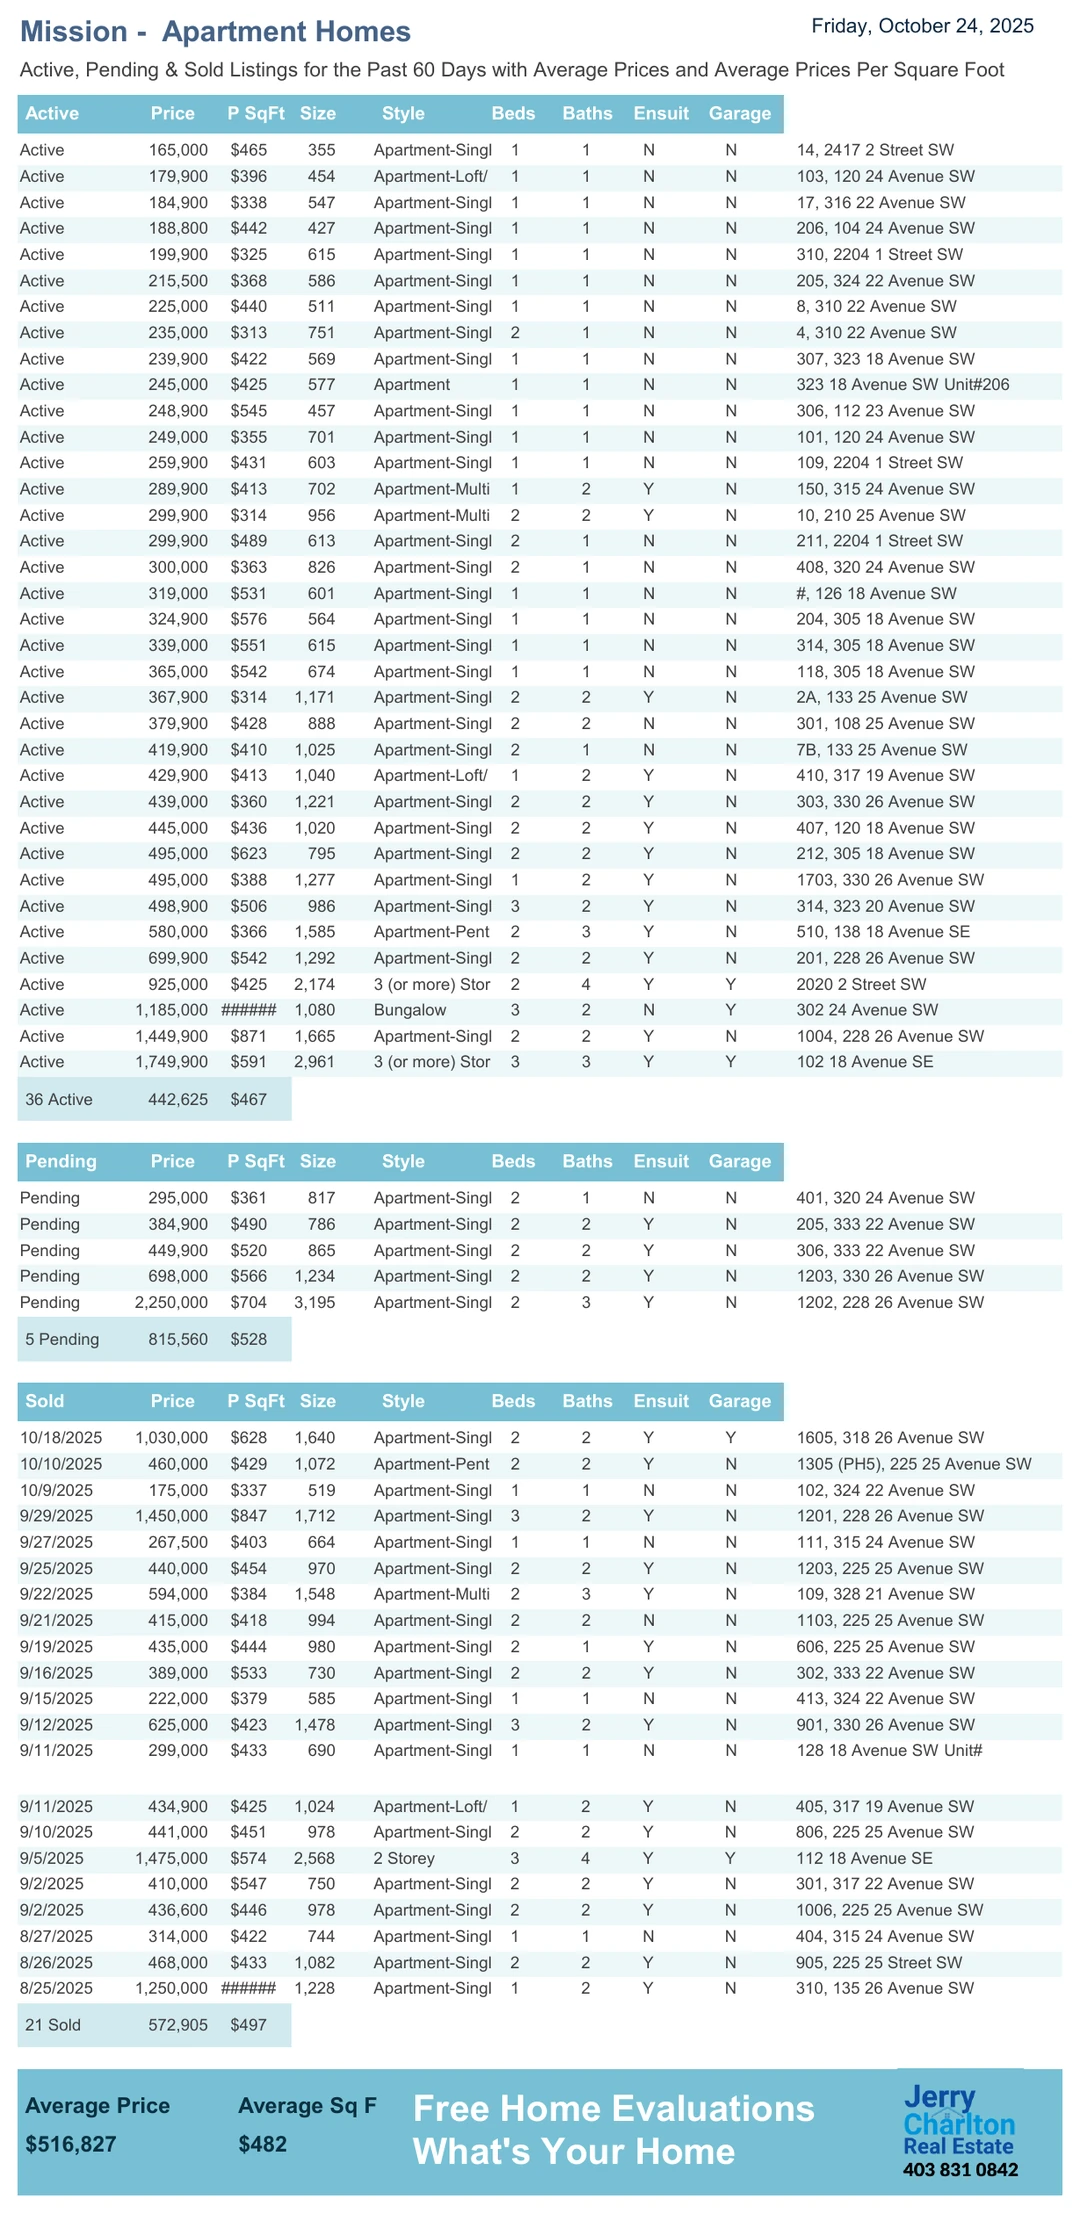 Mission -  Apartment Homes
Friday, October 24, 2025
Active, Pending & Sold Listings for the Past 60 Days with Average Prices and Average Prices Per Square Foot
Active Price P SqFt Size Style Beds Baths Ensuit Garage
Active 165,000 $465 355 Apartment-Singl 1 1 N N 14, 2417 2 Street SW
Active 179,900 $396 454 Apartment-Loft/ 1 1 N N 103, 120 24 Avenue SW
Active 184,900 $338 547 Apartment-Singl 1 1 N N 17, 316 22 Avenue SW
Active 188,800 $442 427 Apartment-Singl 1 1 N N 206, 104 24 Avenue SW
Active 199,900 $325 615 Apartment-Singl 1 1 N N 310, 2204 1 Street SW
Active 215,500 $368 586 Apartment-Singl 1 1 N N 205, 324 22 Avenue SW
Active 225,000 $440 511 Apartment-Singl 1 1 N N 8, 310 22 Avenue SW
Active 235,000 $313 751 Apartment-Singl 2 1 N N 4, 310 22 Avenue SW
Active 239,900 $422 569 Apartment-Singl 1 1 N N 307, 323 18 Avenue SW
Active 245,000 $425 577 Apartment 1 1 N N 323 18 Avenue SW Unit#206
Active 248,900 $545 457 Apartment-Singl 1 1 N N 306, 112 23 Avenue SW
Active 249,000 $355 701 Apartment-Singl 1 1 N N 101, 120 24 Avenue SW
Active 259,900 $431 603 Apartment-Singl 1 1 N N 109, 2204 1 Street SW
Active 289,900 $413 702 Apartment-Multi 1 2 Y N 150, 315 24 Avenue SW
Active 299,900 $314 956 Apartment-Multi 2 2 Y N 10, 210 25 Avenue SW
Active 299,900 $489 613 Apartment-Singl 2 1 N N 211, 2204 1 Street SW
Active 300,000 $363 826 Apartment-Singl 2 1 N N 408, 320 24 Avenue SW
Active 319,000 $531 601 Apartment-Singl 1 1 N N #, 126 18 Avenue SW
Active 324,900 $576 564 Apartment-Singl 1 1 N N 204, 305 18 Avenue SW
Active 339,000 $551 615 Apartment-Singl 1 1 N N 314, 305 18 Avenue SW
Active 365,000 $542 674 Apartment-Singl 1 1 N N 118, 305 18 Avenue SW
Active 367,900 $314 1,171 Apartment-Singl 2 2 Y N 2A, 133 25 Avenue SW
Active 379,900 $428 888 Apartment-Singl 2 2 N N 301, 108 25 Avenue SW
Active 419,900 $410 1,025 Apartment-Singl 2 1 N N 7B, 133 25 Avenue SW
Active 429,900 $413 1,040 Apartment-Loft/ 1 2 Y N 410, 317 19 Avenue SW
Active 439,000 $360 1,221 Apartment-Singl 2 2 Y N 303, 330 26 Avenue SW
Active 445,000 $436 1,020 Apartment-Singl 2 2 Y N 407, 120 18 Avenue SW
Active 495,000 $623 795 Apartment-Singl 2 2 Y N 212, 305 18 Avenue SW
Active 495,000 $388 1,277 Apartment-Singl 1 2 Y N 1703, 330 26 Avenue SW
Active 498,900 $506 986 Apartment-Singl 3 2 Y N 314, 323 20 Avenue SW
Active 580,000 $366 1,585 Apartment-Pent 2 3 Y N 510, 138 18 Avenue SE
Active 699,900 $542 1,292 Apartment-Singl 2 2 Y N 201, 228 26 Avenue SW
Active 925,000 $425 2,174 3 (or more) Stor 2 4 Y Y 2020 2 Street SW
Active 1,185,000 ###### 1,080 Bungalow 3 2 N Y 302 24 Avenue SW
Active 1,449,900 $871 1,665 Apartment-Singl 2 2 Y N 1004, 228 26 Avenue SW
Active 1,749,900 $591 2,961 3 (or more) Stor 3 3 Y Y 102 18 Avenue SE
36 Active 442,625 $467
Pending Price P SqFt Size Style Beds Baths Ensuit Garage
Pending 295,000 $361 817 Apartment-Singl 2 1 N N 401, 320 24 Avenue SW
Pending 384,900 $490 786 Apartment-Singl 2 2 Y N 205, 333 22 Avenue SW
Pending 449,900 $520 865 Apartment-Singl 2 2 Y N 306, 333 22 Avenue SW
Pending 698,000 $566 1,234 Apartment-Singl 2 2 Y N 1203, 330 26 Avenue SW
Pending 2,250,000 $704 3,195 Apartment-Singl 2 3 Y N 1202, 228 26 Avenue SW
5 Pending 815,560 $528
Sold Price P SqFt Size Style Beds Baths Ensuit Garage
10/18/2025 1,030,000 $628 1,640 Apartment-Singl 2 2 Y Y 1605, 318 26 Avenue SW
10/10/2025 460,000 $429 1,072 Apartment-Pent 2 2 Y N 1305 (PH5), 225 25 Avenue SW
10/9/2025 175,000 $337 519 Apartment-Singl 1 1 N N 102, 324 22 Avenue SW
9/29/2025 1,450,000 $847 1,712 Apartment-Singl 3 2 Y N 1201, 228 26 Avenue SW
9/27/2025 267,500 $403 664 Apartment-Singl 1 1 N N 111, 315 24 Avenue SW
9/25/2025 440,000 $454 970 Apartment-Singl 2 2 Y N 1203, 225 25 Avenue SW
9/22/2025 594,000 $384 1,548 Apartment-Multi 2 3 Y N 109, 328 21 Avenue SW
9/21/2025 415,000 $418 994 Apartment-Singl 2 2 N N 1103, 225 25 Avenue SW
9/19/2025 435,000 $444 980 Apartment-Singl 2 1 Y N 606, 225 25 Avenue SW
9/16/2025 389,000 $533 730 Apartment-Singl 2 2 Y N 302, 333 22 Avenue SW
9/15/2025 222,000 $379 585 Apartment-Singl 1 1 N N 413, 324 22 Avenue SW
9/12/2025 625,000 $423 1,478 Apartment-Singl 3 2 Y N 901, 330 26 Avenue SW
9/11/2025 299,000 $433 690 Apartment-Singl 1 1 N N 128 18 Avenue SW Unit#
9/11/2025 434,900 $425 1,024 Apartment-Loft/ 1 2 Y N 405, 317 19 Avenue SW
9/10/2025 441,000 $451 978 Apartment-Singl 2 2 Y N 806, 225 25 Avenue SW
9/5/2025 1,475,000 $574 2,568 2 Storey 3 4 Y Y 112 18 Avenue SE
9/2/2025 410,000 $547 750 Apartment-Singl 2 2 Y N 301, 317 22 Avenue SW
9/2/2025 436,600 $446 978 Apartment-Singl 2 2 Y N 1006, 225 25 Avenue SW
8/27/2025 314,000 $422 744 Apartment-Singl 1 1 N N 404, 315 24 Avenue SW
8/26/2025 468,000 $433 1,082 Apartment-Singl 2 2 Y N 905, 225 25 Street SW
8/25/2025 1,250,000 ###### 1,228 Apartment-Singl 1 2 Y N 310, 135 26 Avenue SW
21 Sold 572,905 $497
Average Price Average Sq F
$516,827 $482
Free Home Evaluations
What's Your Home
Jerry
Charlton
Real Estate
403 831 0842